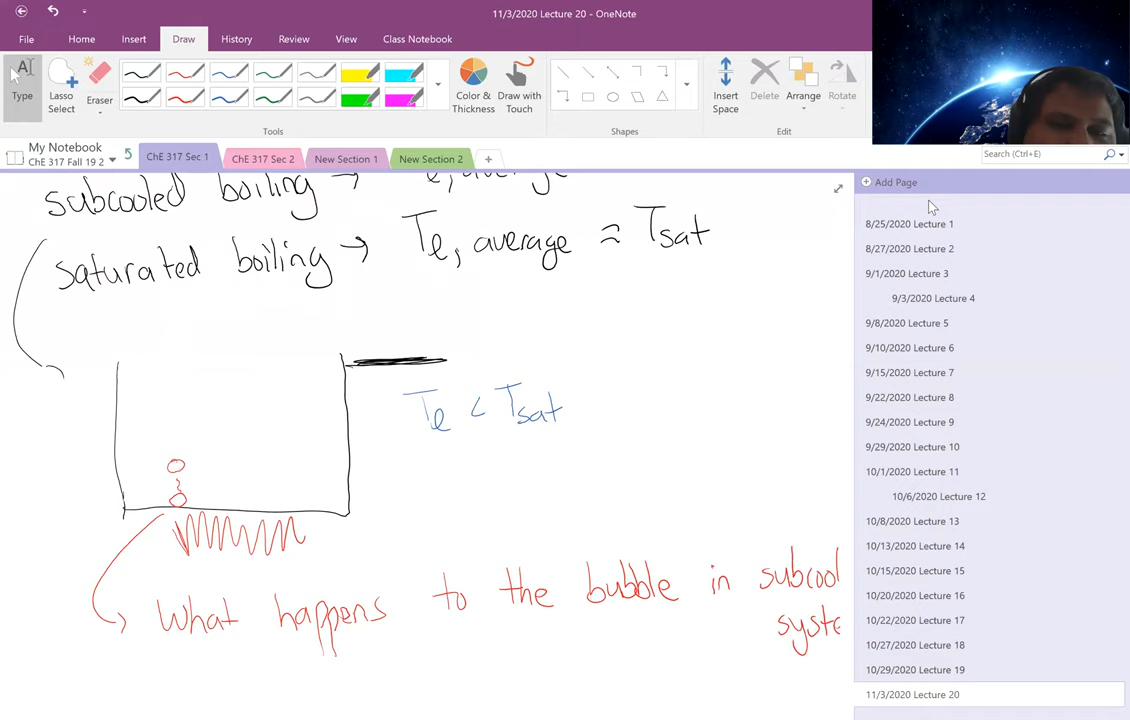 11/3/2020 Lecture 20 - OneNote
File Home Insert Draw History Review View Class Notebook
Type Lasso Select Eraser Color & Thickness Draw with Touch Insert Space Delete Arrange Rotate
Tools Shapes Edit
My Notebook
ChE 317 Fall 19 2
ChE 317 Sec 1 ChE 317 Sec 2 New Section 1 New Section 2 +
Search (Ctrl+E)
Add Page
8/25/2020 Lecture 1
8/27/2020 Lecture 2
9/1/2020 Lecture 3
9/3/2020 Lecture 4
9/8/2020 Lecture 5
9/10/2020 Lecture 6
9/15/2020 Lecture 7
9/22/2020 Lecture 8
9/24/2020 Lecture 9
9/29/2020 Lecture 10
10/1/2020 Lecture 11
10/6/2020 Lecture 12
10/8/2020 Lecture 13
10/13/2020 Lecture 14
10/15/2020 Lecture 15
10/20/2020 Lecture 16
10/22/2020 Lecture 17
10/27/2020 Lecture 18
10/29/2020 Lecture 19
11/3/2020 Lecture 20
subcooled boiling → Tℓ, average
saturated boiling → Tℓ, average ≈ Tsat
Tℓ < Tsat
What happens to the bubble in subcool
syste